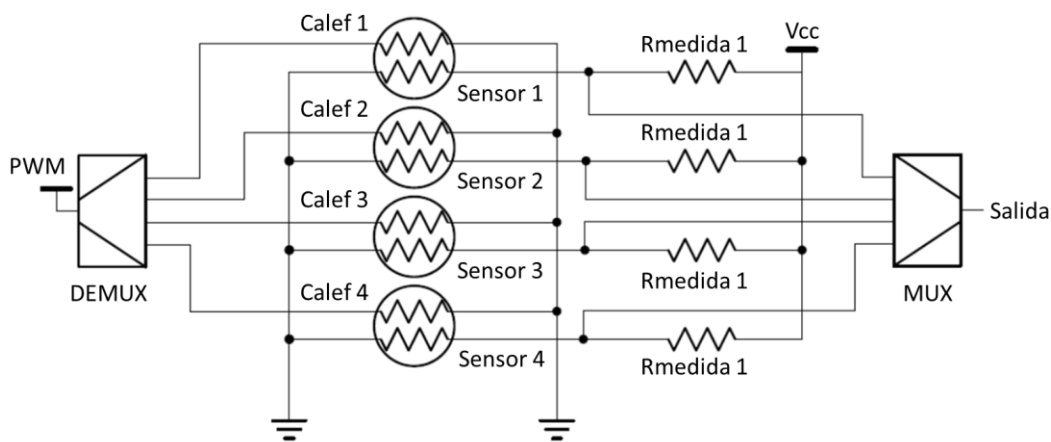 Calef 1
Vcc
Rmedida 1
Sensor 1
Calef 2
Rmedida 1
PWM
Sensor 2
Calef 3
Salida
Sensor 3
Rmedida 1
DEMUX
Calef 4
MUX
Sensor 4
Rmedida 1